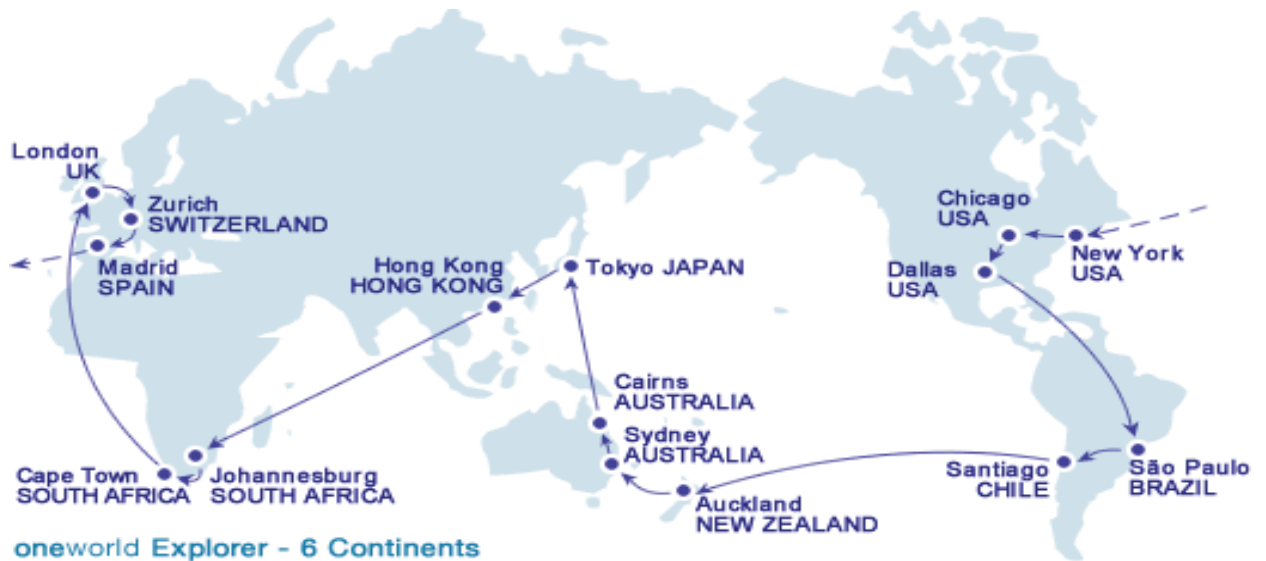 London
UK
Zurich
SWITZERLAND
Madrid
SPAIN
Hong Kong
HONG KONG
Tokyo JAPAN
Chicago
USA
New York
USA
Dallas
USA
Cairns
AUSTRALIA
Sydney
AUSTRALIA
Cape Town
SOUTH AFRICA
Johannesburg
SOUTH AFRICA
Auckland
NEW ZEALAND
Santiago
CHILE
São Paulo
BRAZIL
oneworld Explorer - 6 Continents